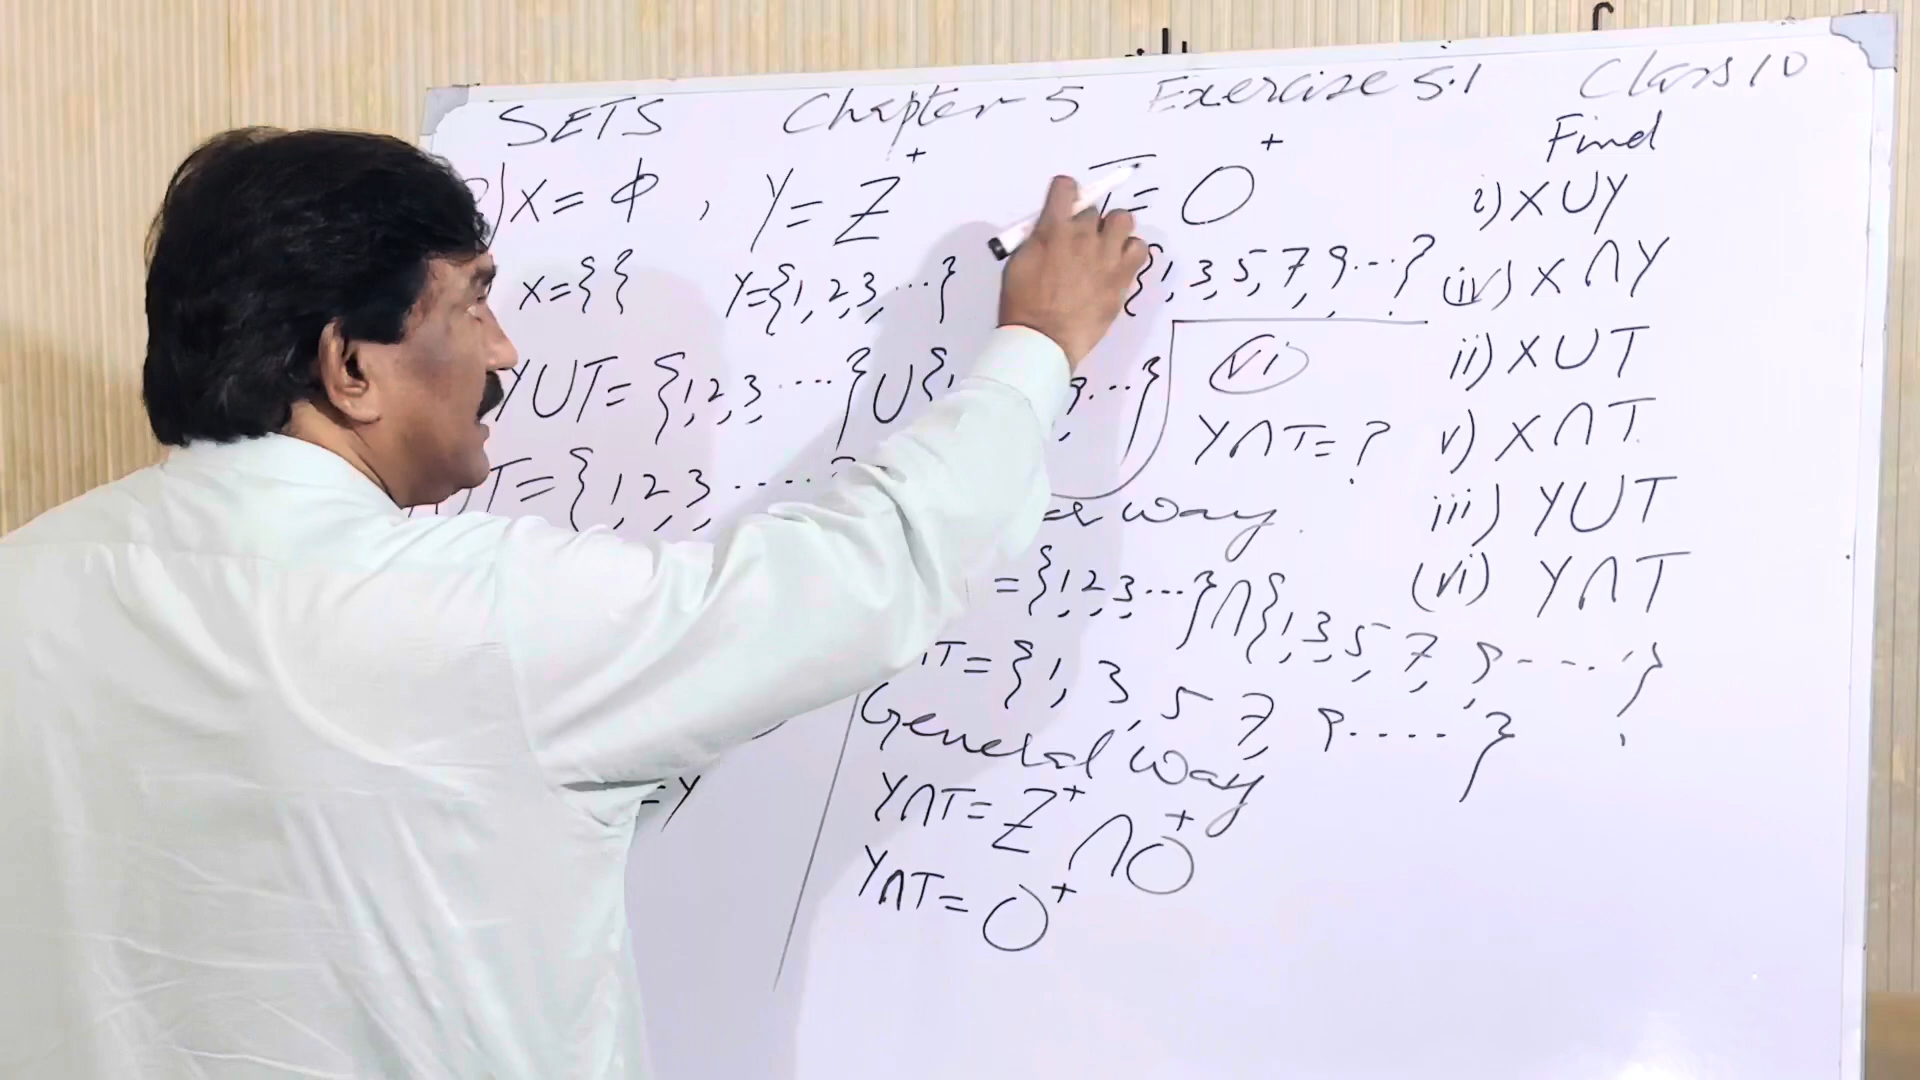 SETS Chapter 5 Exercise 5.1 Class 10
Find
) X = Φ , Y = Z⁺ T = O⁺
X = { { Y = {1, 2, 3, ...} {1, 3, 5, 7, 9, ...}
Y∪T = {1, 2, 3, ....} ∪ {1, 9, ...}
T = {1, 2, 3, ....
= Y
(vi)
Y∩T = ?
way.
= {1, 2, 3, ...} ∩ {1, 3, 5, 7, 9, ----}
T = {1, 3, 5, 7, 9, ....}
General way
Y∩T = Z⁺ ∩ O⁺
Y∩T = O⁺
i) X∪Y
iv) X∩Y
ii) X∪T
v) X∩T
iii) Y∪T
(vi) Y∩T